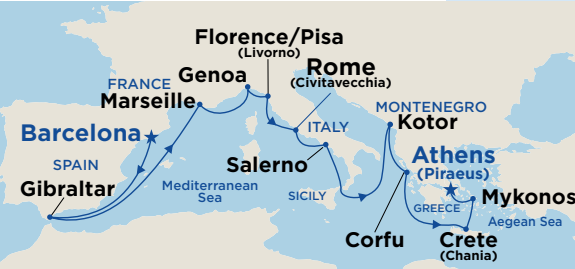 Florence/Pisa
(Livorno)
Genoa
Rome
(Civitavecchia)
FRANCE
Marseille
MONTENEGRO
Kotor
ITALY
Barcelona
Athens
(Piraeus)
SPAIN
Salerno
Gibraltar
Mediterranean
Sea
SICILY
GREECE
Mykonos
Aegean Sea
Corfu
Crete
(Chania)